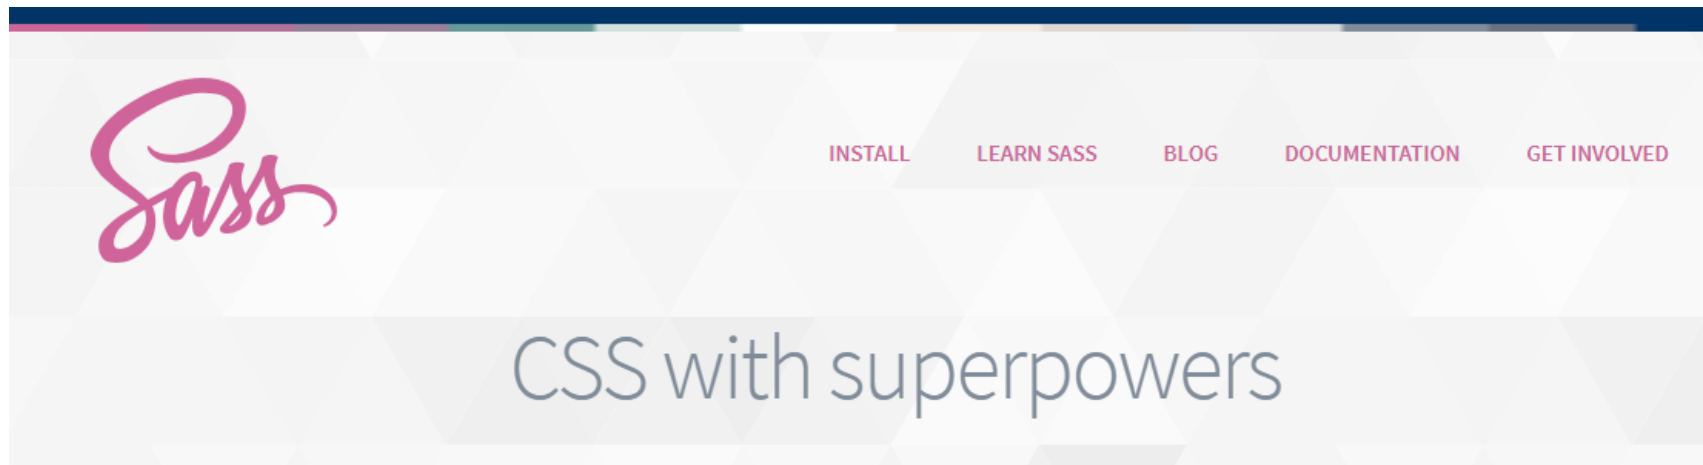 Sass
INSTALL LEARN SASS BLOG DOCUMENTATION GET INVOLVED
CSS with superpowers